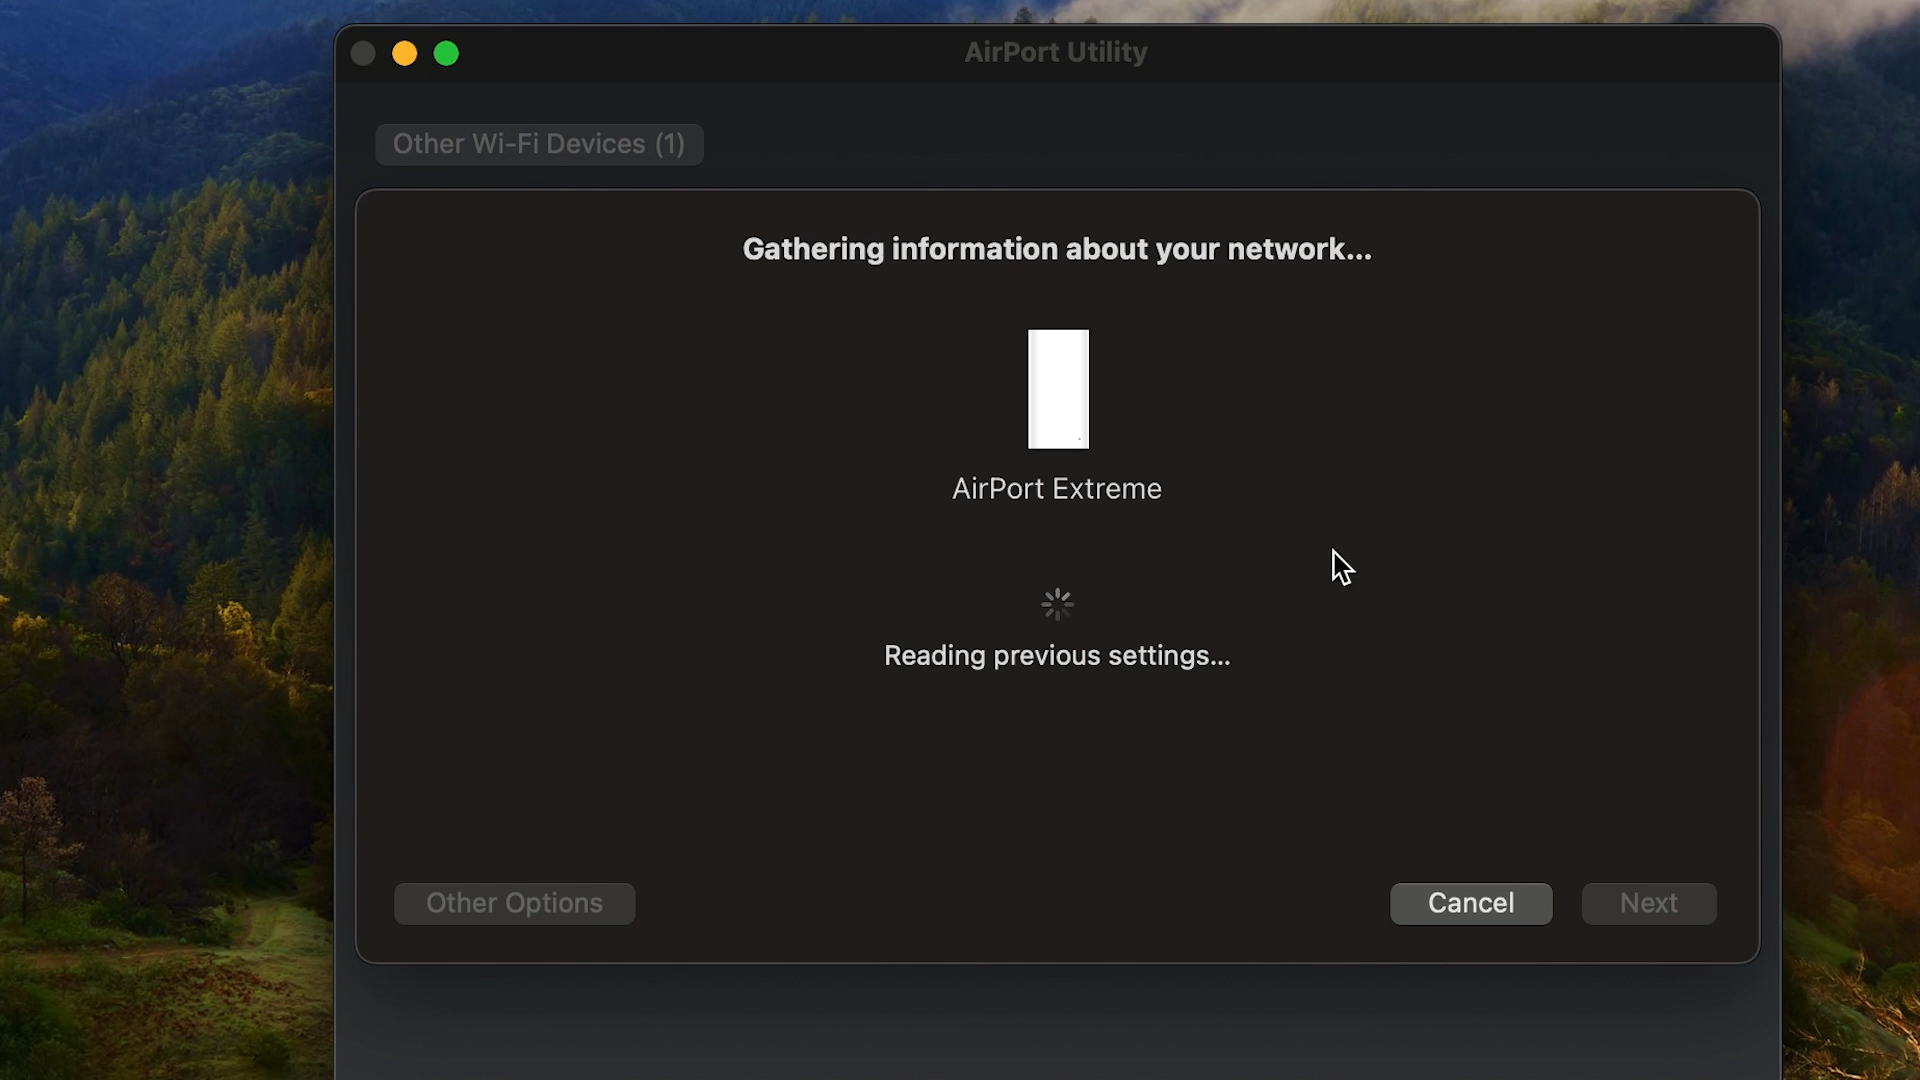 AirPort Utility
Other Wi-Fi Devices (1)
Gathering information about your network...
AirPort Extreme
Reading previous settings...
Other Options
Cancel
Next